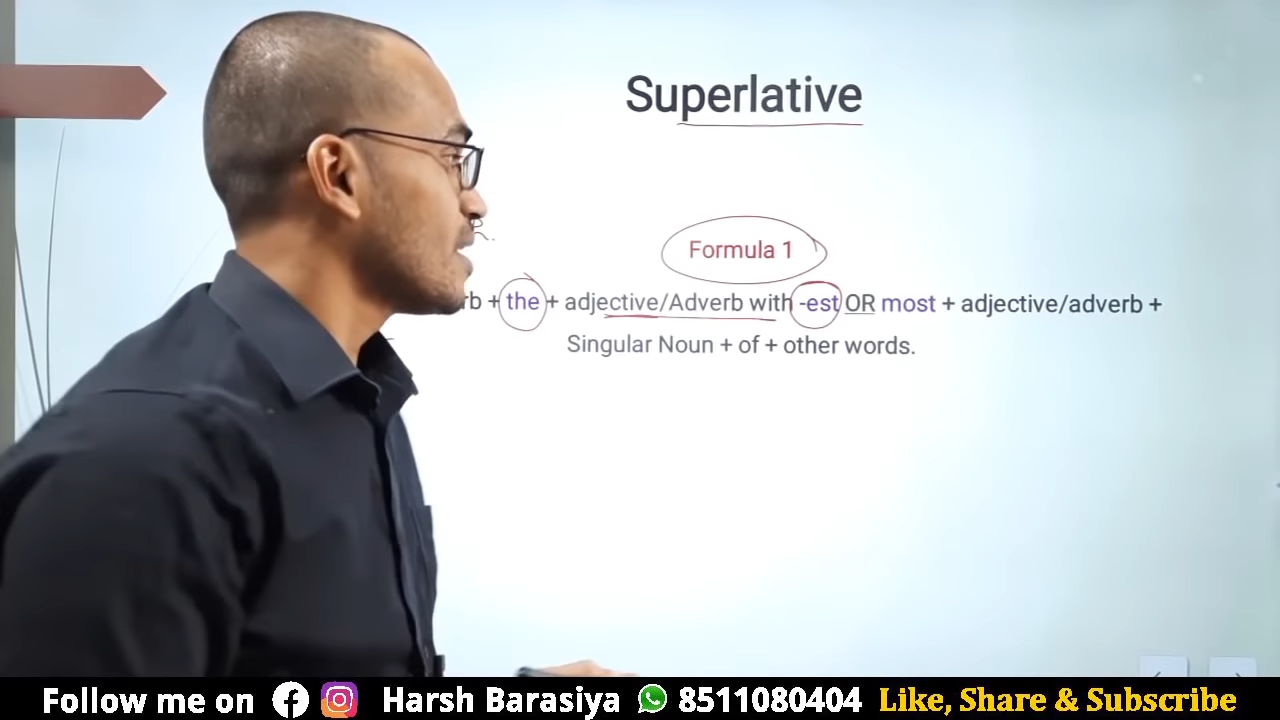 Superlative
Formula 1
rb + the + adjective/Adverb with -est OR most + adjective/adverb +
Singular Noun + of + other words.
Follow me on Harsh Barasiya 8511080404 Like, Share & Subscribe